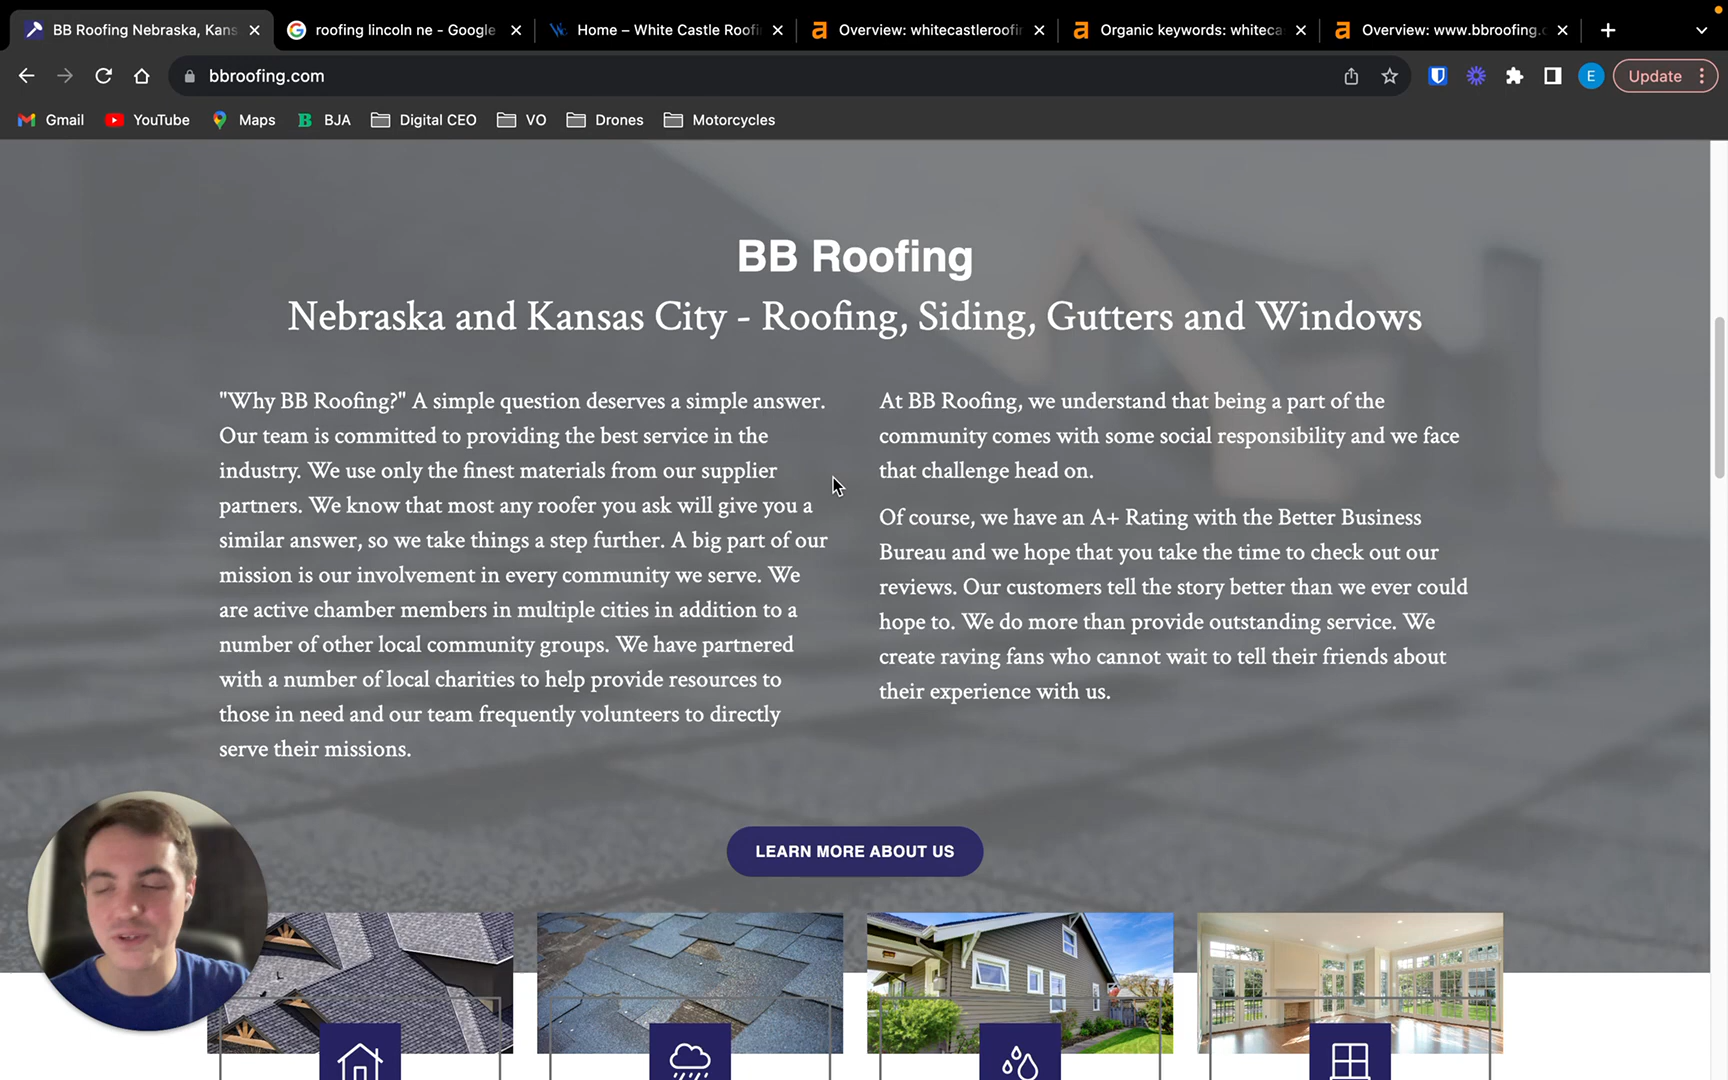 BB Roofing Nebraska, Kans
roofing lincoln ne - Google
Home – White Castle Roofi
Overview: whitecastleroofin
Organic keywords: whiteca
Overview: www.bbroofing.c
bbroofing.com
E
Update
Gmail
YouTube
Maps
B BJA
Digital CEO
VO
Drones
Motorcycles
BB Roofing
Nebraska and Kansas City - Roofing, Siding, Gutters and Windows
"Why BB Roofing?" A simple question deserves a simple answer.
Our team is committed to providing the best service in the
industry. We use only the finest materials from our supplier
partners. We know that most any roofer you ask will give you a
similar answer, so we take things a step further. A big part of our
mission is our involvement in every community we serve. We
are active chamber members in multiple cities in addition to a
number of other local community groups. We have partnered
with a number of local charities to help provide resources to
those in need and our team frequently volunteers to directly
serve their missions.
At BB Roofing, we understand that being a part of the
community comes with some social responsibility and we face
that challenge head on.
Of course, we have an A+ Rating with the Better Business
Bureau and we hope that you take the time to check out our
reviews. Our customers tell the story better than we ever could
hope to. We do more than provide outstanding service. We
create raving fans who cannot wait to tell their friends about
their experience with us.
LEARN MORE ABOUT US